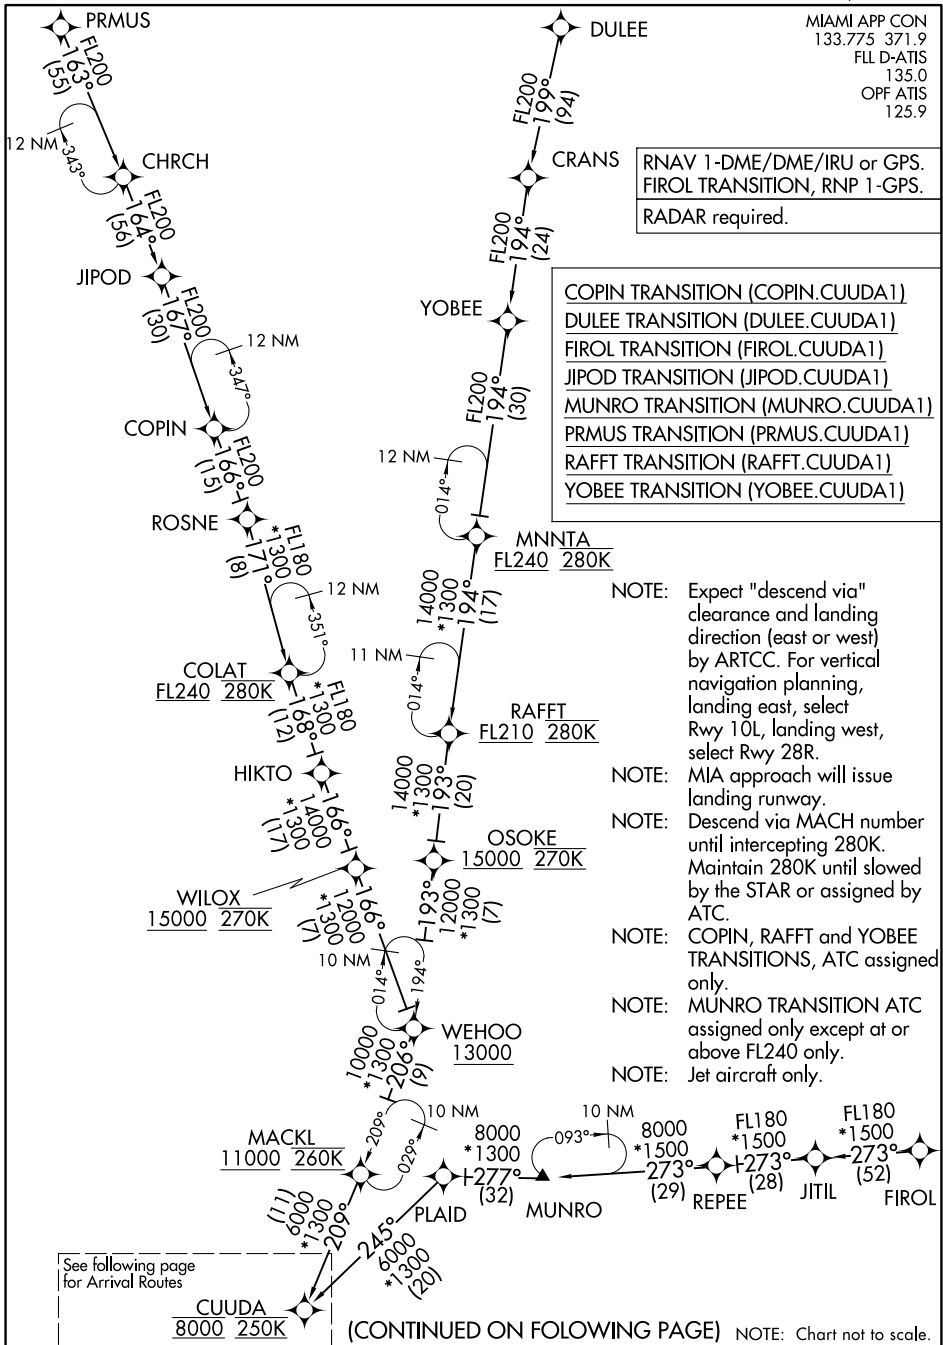 PRMUS
FL200
163°
(55)
12 NM
343°
CHRCH
FL200
164°
(56)
JIPOD
FL200
167°
(30)
12 NM
347°
COPIN
FL200
166°
(15)
ROSNE
FL180
*1300
171°
(8)
12 NM
351°
COLAT
FL240 280K
FL180
*1300
168°
(12)
HIKTO
166°
14000
*1300
(17)
WILOX
15000 270K
166°
12000
*1300
(7)
DULEE
FL200
199°
(94)
CRANS
FL200
194°
(24)
YOBEE
FL200
194°
(30)
12 NM
014°
MNNTA
FL240 280K
14000
*1300
194°
(17)
11 NM
014°
RAFFT
FL210 280K
14000
*1300
193°
(20)
OSOKE
15000 270K
193°
12000
*1300
(7)
10 NM
014°
194°
WEHOO
13000
10000
*1300
206°
(9)
10 NM
209°
029°
MACKL
11000 260K
(11)
6000
*1300
209°
8000
*1300
277°
(32)
PLAID
245°
6000
*1300
(20)
10 NM
093°
MUNRO
8000
*1500
273°
(29)
REPEE
FL180
*1500
273°
(28)
JITIL
FL180
*1500
273°
(52)
FIROL
See following page
for Arrival Routes
CUUDA
8000 250K
MIAMI APP CON
133.775 371.9
FLL D-ATIS
135.0
OPF ATIS
125.9
RNAV 1-DME/DME/IRU or GPS.
FIROL TRANSITION, RNP 1-GPS.
RADAR required.
COPIN TRANSITION (COPIN.CUUDA1)
DULEE TRANSITION (DULEE.CUUDA1)
FIROL TRANSITION (FIROL.CUUDA1)
JIPOD TRANSITION (JIPOD.CUUDA1)
MUNRO TRANSITION (MUNRO.CUUDA1)
PRMUS TRANSITION (PRMUS.CUUDA1)
RAFFT TRANSITION (RAFFT.CUUDA1)
YOBEE TRANSITION (YOBEE.CUUDA1)
NOTE: Expect "descend via"
clearance and landing
direction (east or west)
by ARTCC. For vertical
navigation planning,
landing east, select
Rwy 10L, landing west,
select Rwy 28R.
NOTE: MIA approach will issue
landing runway.
NOTE: Descend via MACH number
until intercepting 280K.
Maintain 280K until slowed
by the STAR or assigned by
ATC.
NOTE: COPIN, RAFFT and YOBEE
TRANSITIONS, ATC assigned
only.
NOTE: MUNRO TRANSITION ATC
assigned only except at or
above FL240 only.
NOTE: Jet aircraft only.
(CONTINUED ON FOLOWING PAGE) NOTE: Chart not to scale.